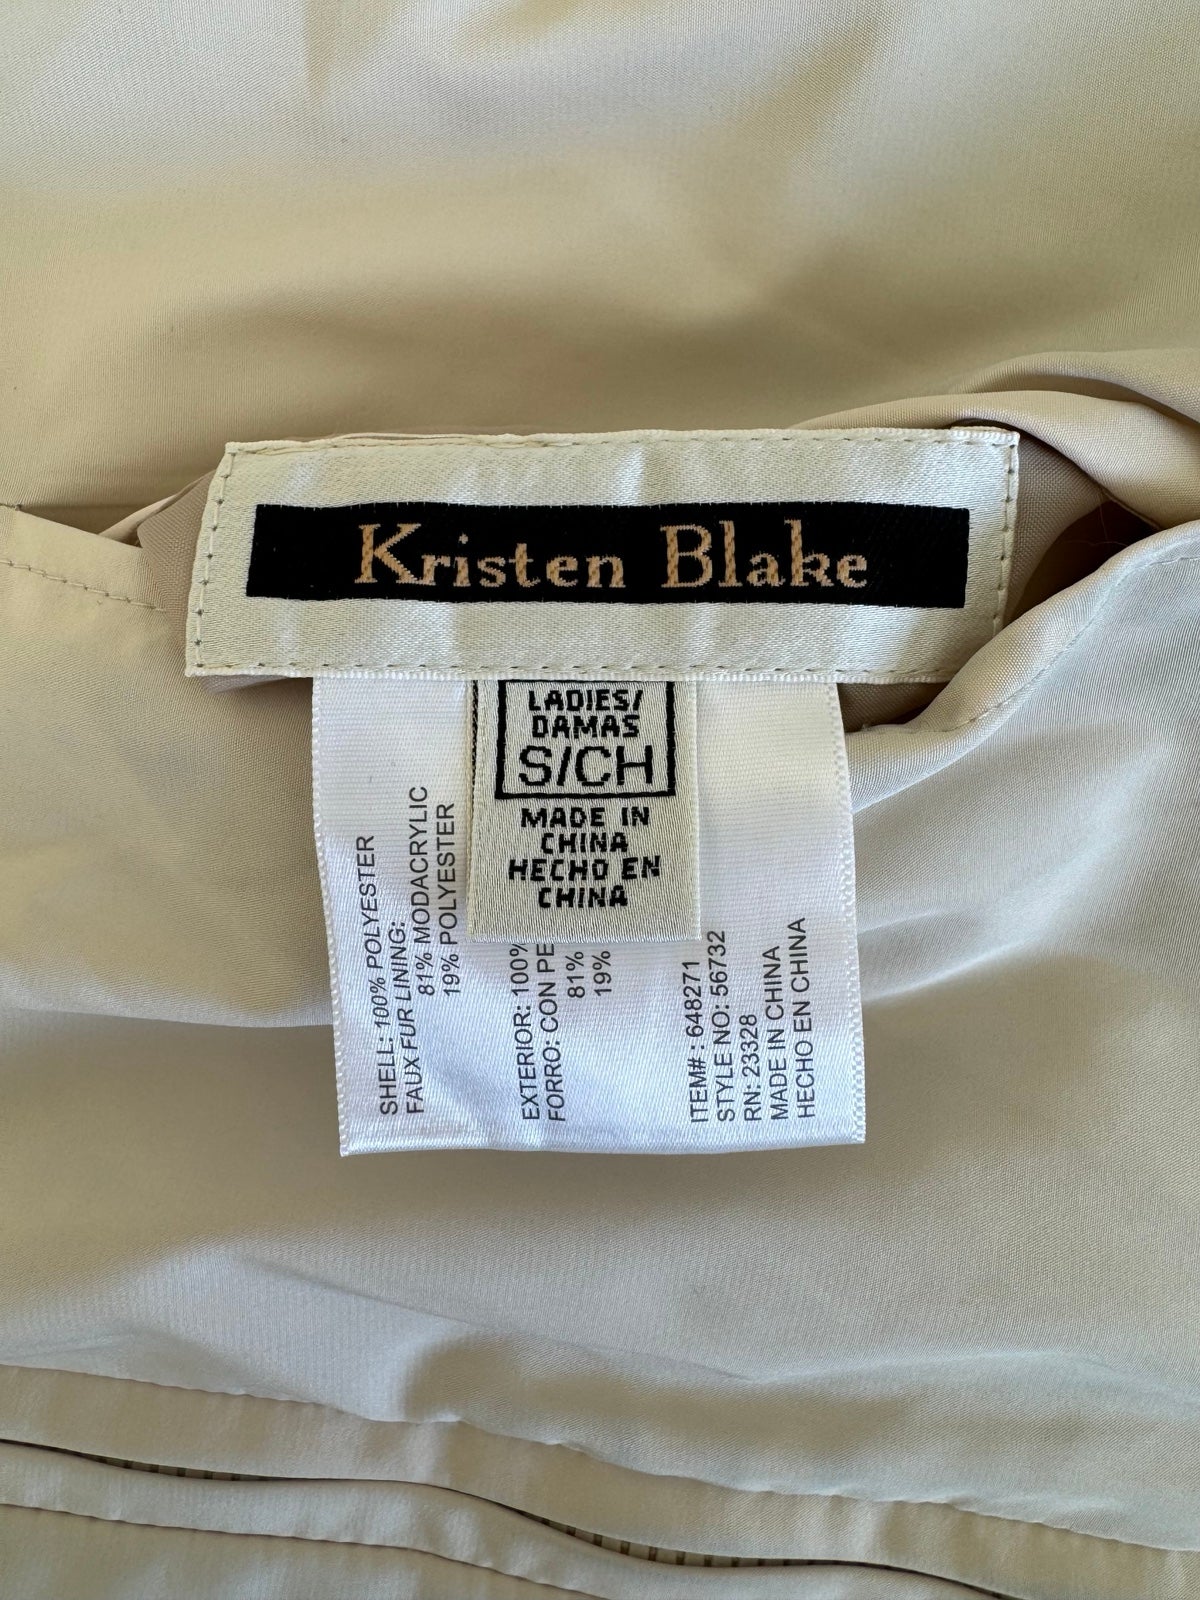 Kristen Blake
LADIES/
DAMAS
S/CH
MADE IN
CHINA
HECHO EN
CHINA
SHELL: 100% POLYESTER
FAUX FUR LINING:
81% MODACRYLIC
19% POLYESTER
EXTERIOR: 100%
FORRO: CON PE
81%
19%
ITEM# : 648271
STYLE NO: 56732
RN: 23328
MADE IN CHINA
HECHO EN CHINA